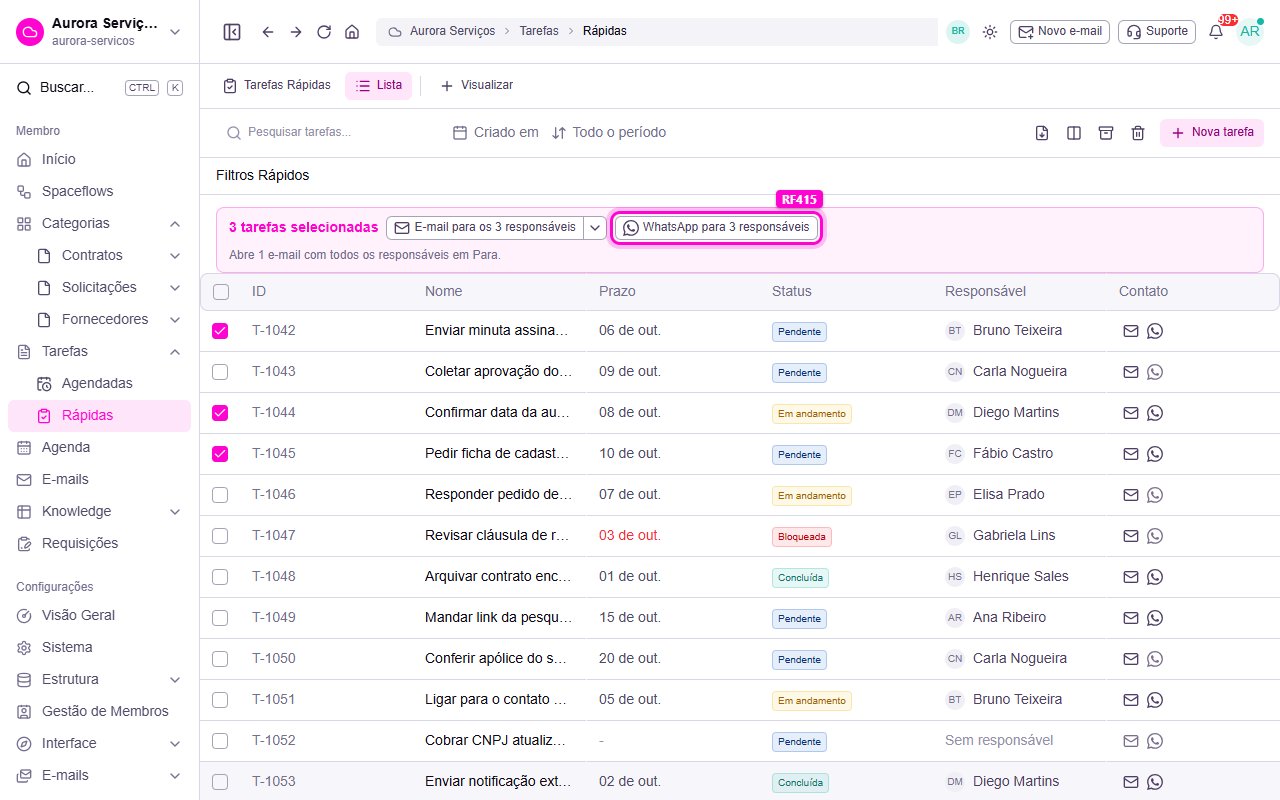 Aurora Serviç...
aurora-servicos
Aurora Serviços > Tarefas > Rápidas
BR
Novo e-mail
Suporte
99+
AR
Buscar...
CTRL K
Membro
Início
Spaceflows
Categorias
Contratos
Solicitações
Fornecedores
Tarefas
Agendadas
Rápidas
Agenda
E-mails
Knowledge
Requisições
Configurações
Visão Geral
Sistema
Estrutura
Gestão de Membros
Interface
E-mails
Tarefas Rápidas
Lista
Visualizar
Pesquisar tarefas...
Criado em
Todo o período
Nova tarefa
Filtros Rápidos
RF415
3 tarefas selecionadas
E-mail para os 3 responsáveis
WhatsApp para 3 responsáveis
Abre 1 e-mail com todos os responsáveis em Para.
ID Nome Prazo Status Responsável Contato
T-1042 Enviar minuta assina... 06 de out. Pendente BT Bruno Teixeira
T-1043 Coletar aprovação do... 09 de out. Pendente CN Carla Nogueira
T-1044 Confirmar data da au... 08 de out. Em andamento DM Diego Martins
T-1045 Pedir ficha de cadast... 10 de out. Pendente FC Fábio Castro
T-1046 Responder pedido de... 07 de out. Em andamento EP Elisa Prado
T-1047 Revisar cláusula de r... 03 de out. Bloqueada GL Gabriela Lins
T-1048 Arquivar contrato enc... 01 de out. Concluída HS Henrique Sales
T-1049 Mandar link da pesqu... 15 de out. Pendente AR Ana Ribeiro
T-1050 Conferir apólice do s... 20 de out. Pendente CN Carla Nogueira
T-1051 Ligar para o contato ... 05 de out. Em andamento BT Bruno Teixeira
T-1052 Cobrar CNPJ atualiz... - Pendente Sem responsável
T-1053 Enviar notificação ext... 02 de out. Concluída DM Diego Martins